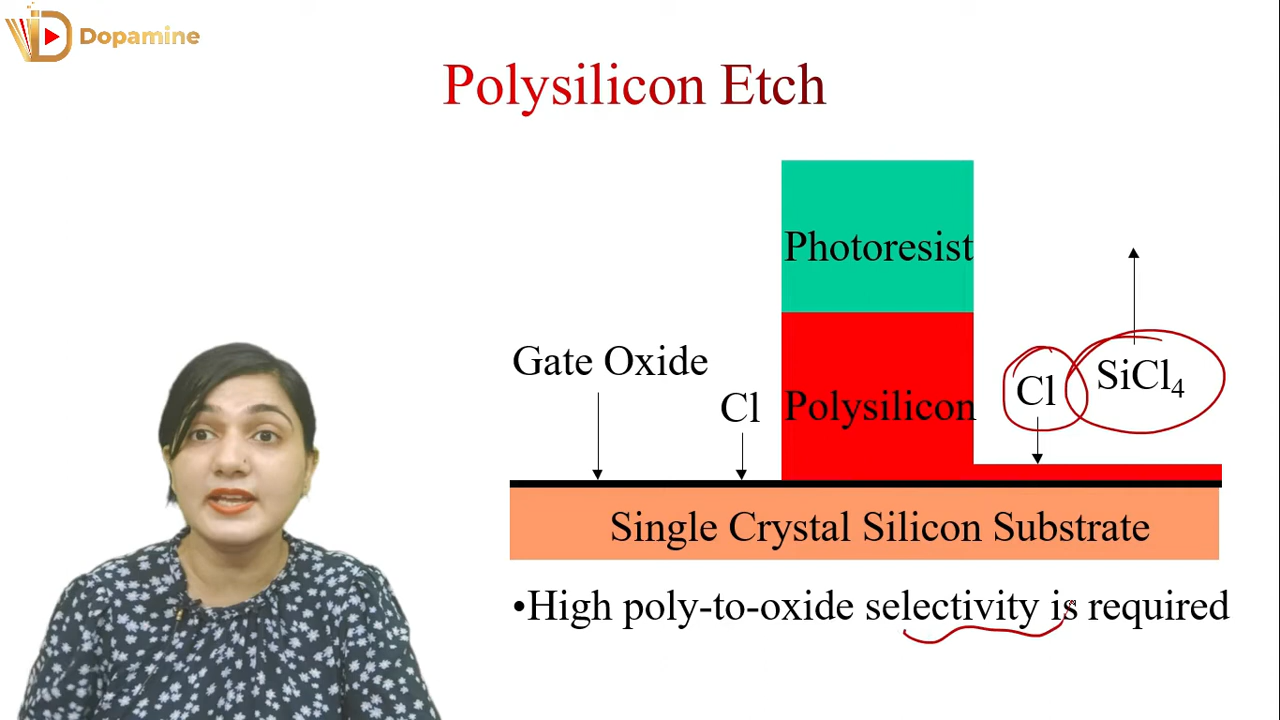 Dopamine
Polysilicon Etch
Photoresist
Gate Oxide
Cl
Polysilicon
Cl
SiCl₄
Single Crystal Silicon Substrate
•High poly-to-oxide selectivity is required